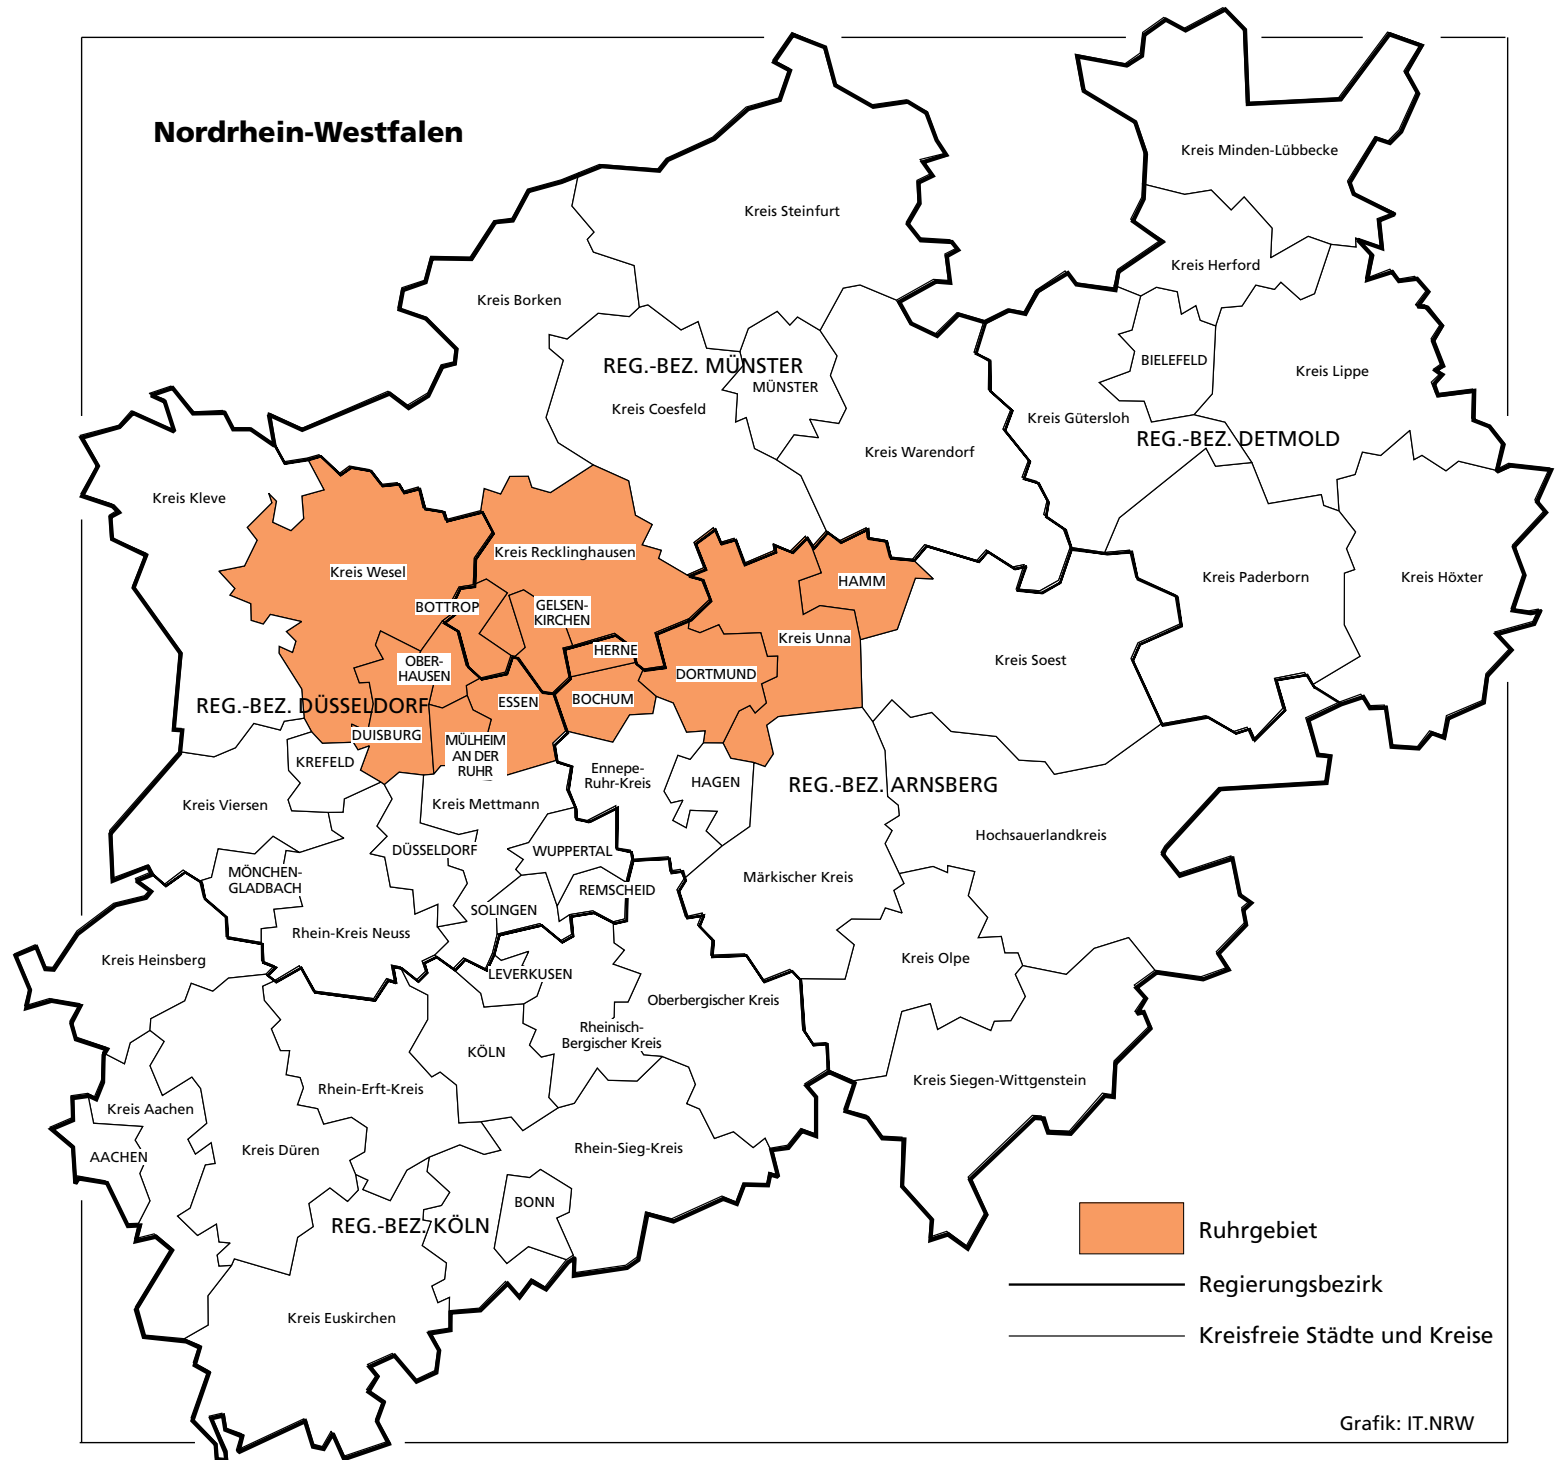 Nordrhein-Westfalen
Kreis Minden-Lübbecke
Kreis Steinfurt
Kreis Herford
Kreis Borken
REG.-BEZ. MÜNSTER
MÜNSTER
BIELEFELD
Kreis Lippe
Kreis Coesfeld
Kreis Gütersloh
REG.-BEZ. DETMOLD
Kreis Warendorf
Kreis Kleve
Kreis Recklinghausen
Kreis Wesel
HAMM
Kreis Paderborn
Kreis Höxter
BOTTROP
GELSEN-
KIRCHEN
Kreis Unna
HERNE
OBER-
HAUSEN
DORTMUND
Kreis Soest
ESSEN
BOCHUM
REG.-BEZ. DÜSSELDORF
DUISBURG
MÜLHEIM
AN DER
RUHR
KREFELD
Ennepe-
Ruhr-Kreis
HAGEN
REG.-BEZ. ARNSBERG
Kreis Viersen
Kreis Mettmann
Hochsauerlandkreis
DÜSSELDORF
WUPPERTAL
MÖNCHEN-
GLADBACH
Märkischer Kreis
REMSCHEID
SOLINGEN
Rhein-Kreis Neuss
Kreis Heinsberg
Kreis Olpe
LEVERKUSEN
Oberbergischer Kreis
Rheinisch-
Bergischer Kreis
KÖLN
Kreis Siegen-Wittgenstein
Rhein-Erft-Kreis
Kreis Aachen
Kreis Düren
Rhein-Sieg-Kreis
AACHEN
BONN
REG.-BEZ. KÖLN
Kreis Euskirchen
Ruhrgebiet
Regierungsbezirk
Kreisfreie Städte und Kreise
Grafik: IT.NRW